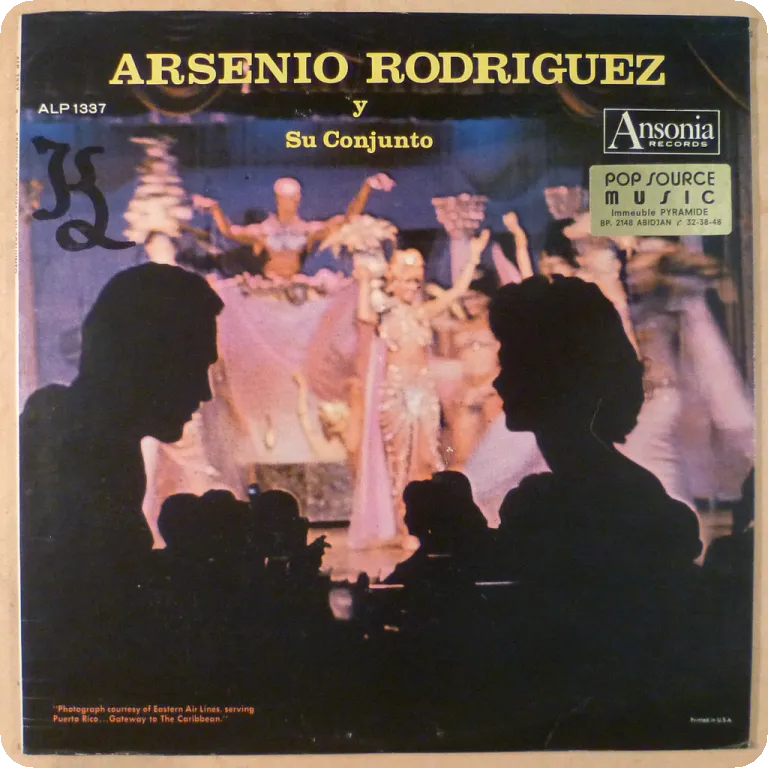 ARSENIO RODRIGUEZ
y
Su Conjunto
ALP 1337
Ansonia
RECORDS
POP SOURCE
MUSIC
Immeuble PYRAMIDE
BP. 2148 ABIDJAN
32-38-48
"Photograph courtesy of Eastern Air Lines, serving
Puerto Rico...Gateway to The Caribbean."
Printed in U.S.A.